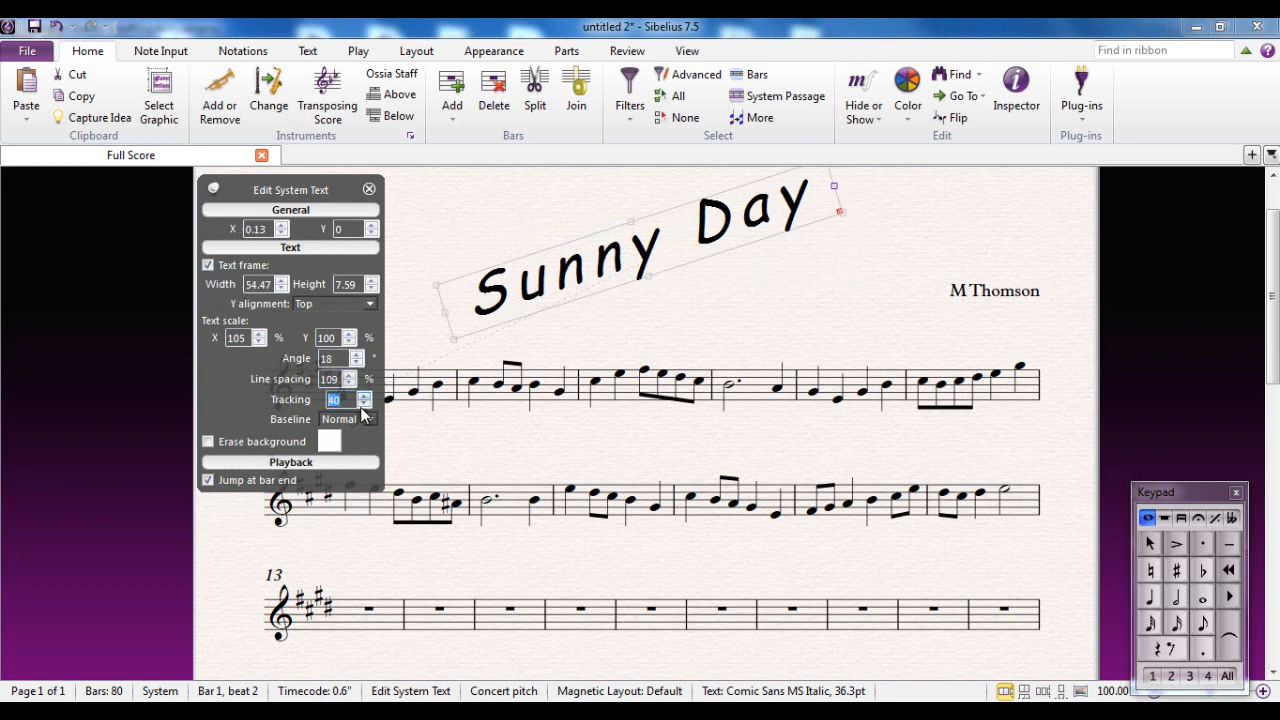 untitled 2* - Sibelius 7.5
File Home Note Input Notations Text Play Layout Appearance Parts Review View Find in ribbon
Paste Cut Copy Capture Idea Select Graphic
Clipboard
Add or Remove Change Transposing Score Ossia Staff Above Below
Instruments
Add Delete Split Join
Bars
Filters Advanced All None Bars System Passage More
Select
Hide or Show Color Find Go To Flip Inspector
Edit
Plug-ins
Plug-ins
Full Score
Edit System Text
General
X 0.13 Y 0
Text
Text frame:
Width 54.47 Height 7.59
Y alignment: Top
Text scale:
X 105 % Y 100 %
Angle 18 °
Line spacing 109 %
Tracking 40
Baseline Normal
Erase background
Playback
Jump at bar end
Sunny Day
M Thomson
13
Keypad
1 2 3 4 All
Page 1 of 1 Bars: 80 System Bar 1, beat 2 Timecode: 0.6" Edit System Text Concert pitch Magnetic Layout: Default Text: Comic Sans MS Italic, 36.3pt 100.00